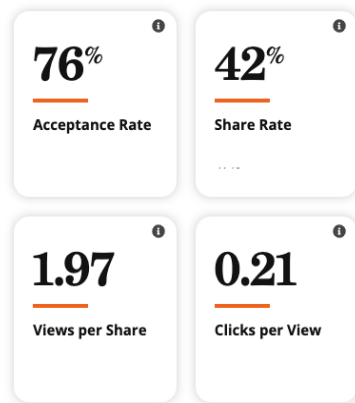 76%
Acceptance Rate
42%
Share Rate
1.97
Views per Share
0.21
Clicks per View